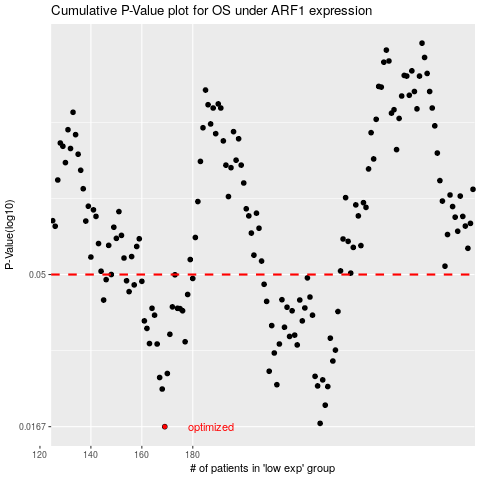 Cumulative P-Value plot for OS under ARF1 expression
P-Value(log10)
0.05
0.0167
optimized
120 140 160 180
# of patients in 'low exp' group